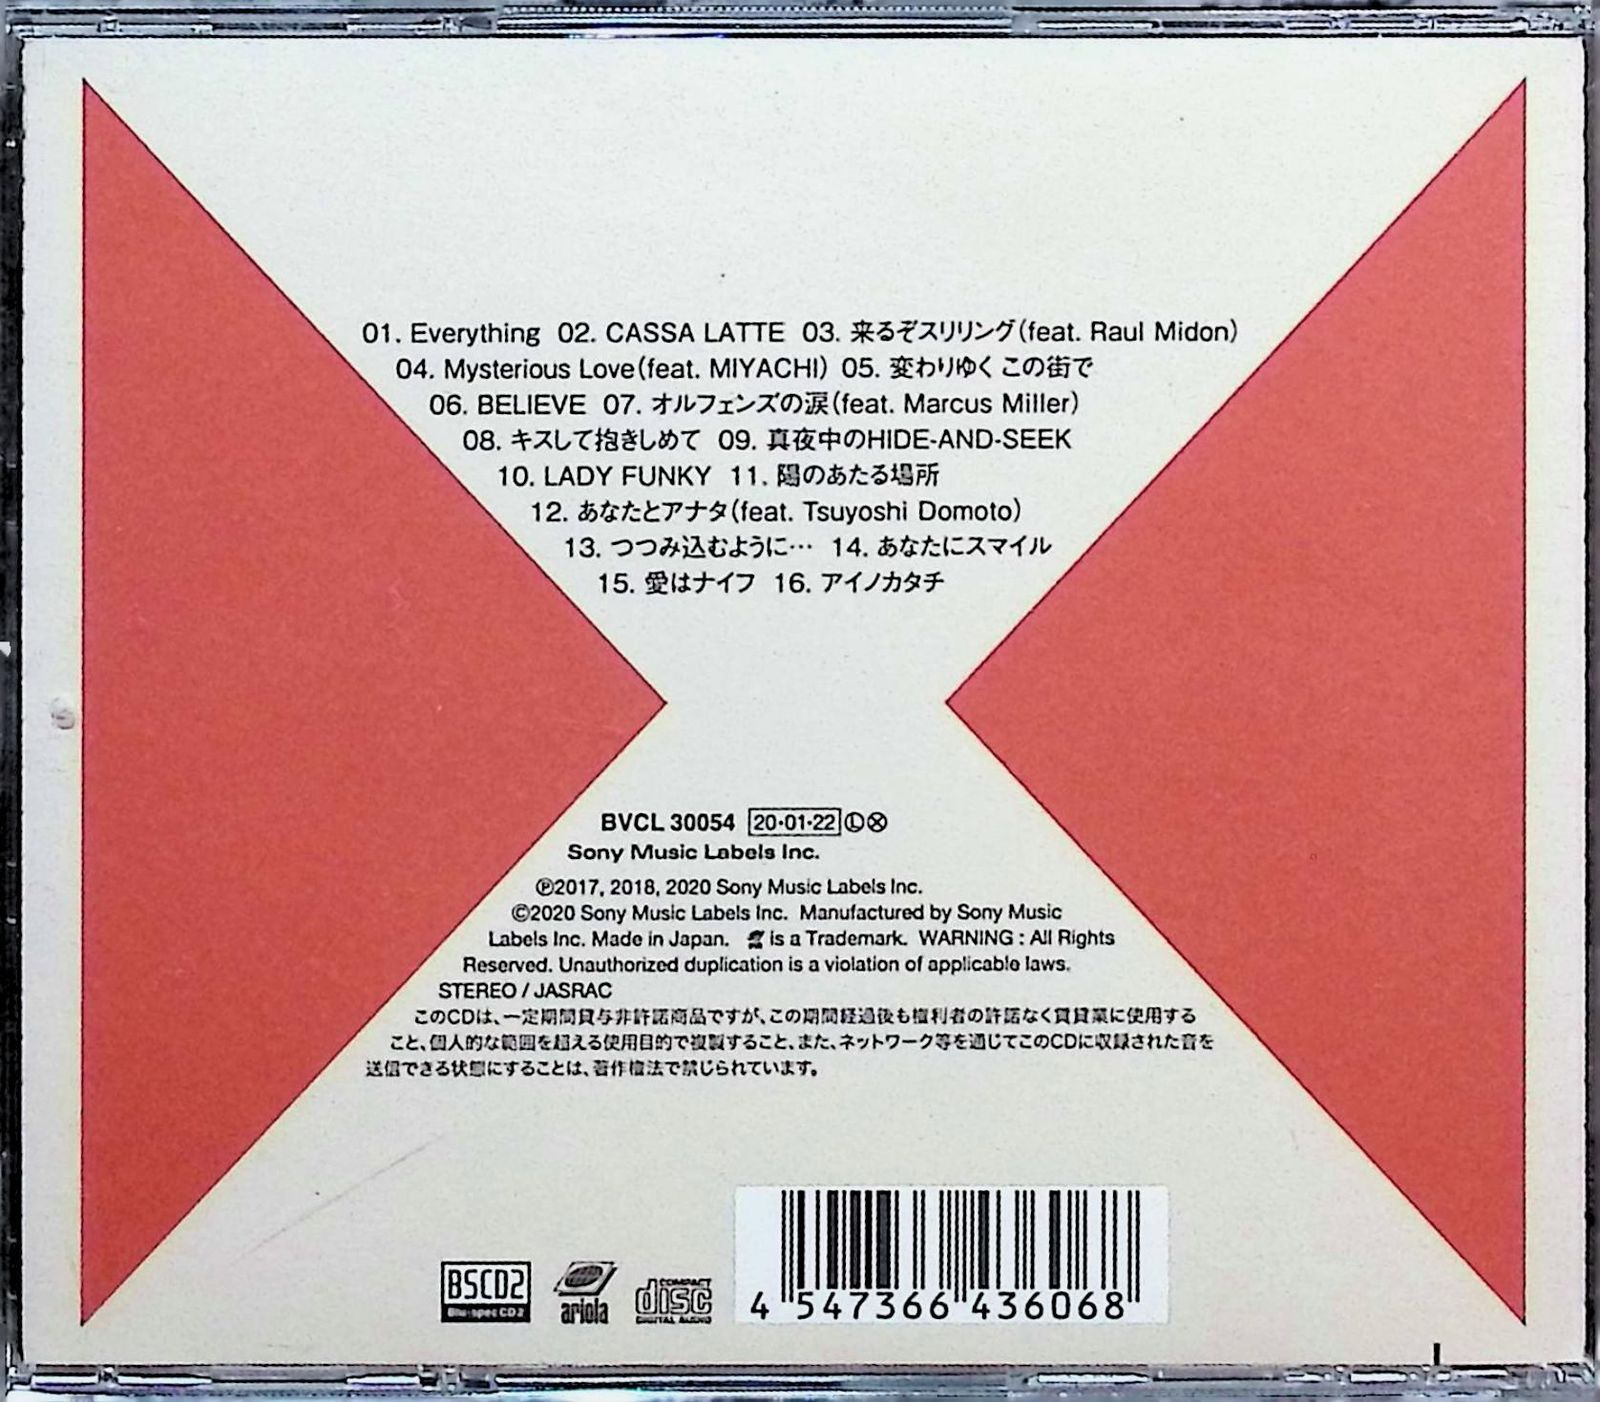 01. Everything 02. CASSA LATTE 03. 来るぞスリリング(feat. Raul Midon)
04. Mysterious Love(feat. MIYACHI) 05. 変わりゆく この街で
06. BELIEVE 07. オルフェンズの涙(feat. Marcus Miller)
08. キスして抱きしめて 09. 真夜中のHIDE-AND-SEEK
10. LADY FUNKY 11. 陽のあたる場所
12. あなたとアナタ(feat. Tsuyoshi Domoto)
13. つつみ込むように… 14. あなたにスマイル
15. 愛はナイフ 16. アイノカタチ
BVCL 30054 20・01・22 Ⓛ Ⓧ
Sony Music Labels Inc.
℗2017, 2018, 2020 Sony Music Labels Inc.
©2020 Sony Music Labels Inc. Manufactured by Sony Music
Labels Inc. Made in Japan. is a Trademark. WARNING : All Rights
Reserved. Unauthorized duplication is a violation of applicable laws.
STEREO / JASRAC
このCDは、一定期間貸与非許諾商品ですが、この期間経過後も権利者の許諾なく賃貸業に使用する
こと、個人的な範囲を超える使用目的で複製すること、また、ネットワーク等を通じてこのCDに収録された音を
送信できる状態にすることは、著作権法で禁じられています。
BSCD2
Blu-spec CD2
ariola
COMPACT
disc
DIGITAL AUDIO
4 547366 436068